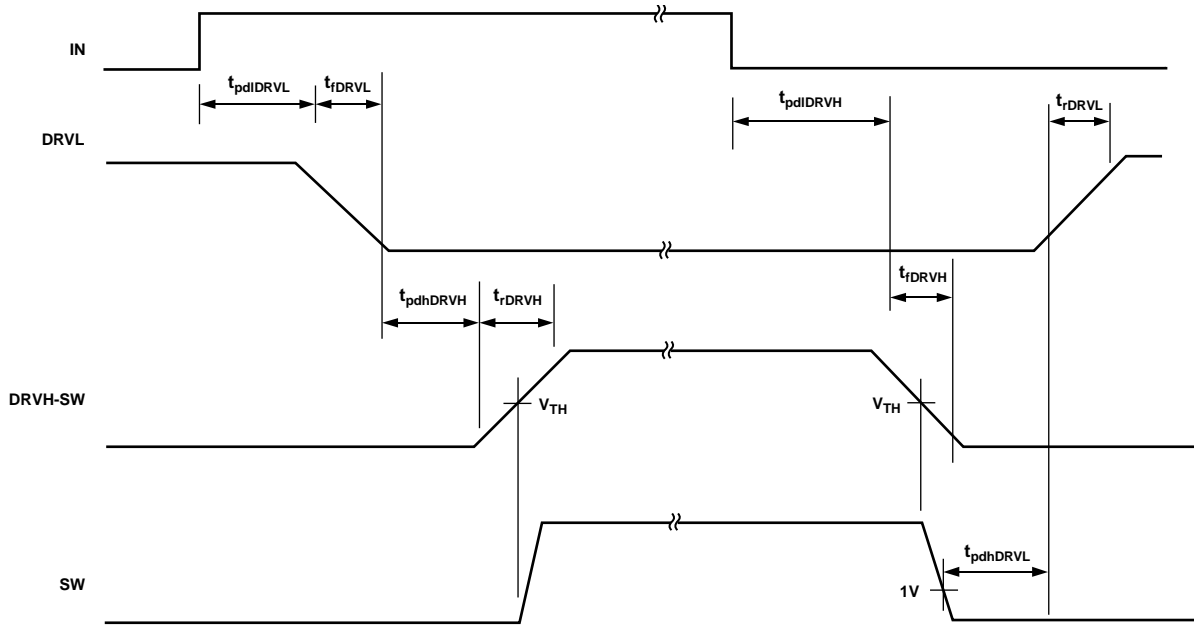 IN
tpdlDRVL
tfDRVL
tpdlDRVH
trDRVL
DRVL
tpdhDRVH
trDRVH
tfDRVH
DRVH-SW
VTH
VTH
tpdhDRVL
SW
1V